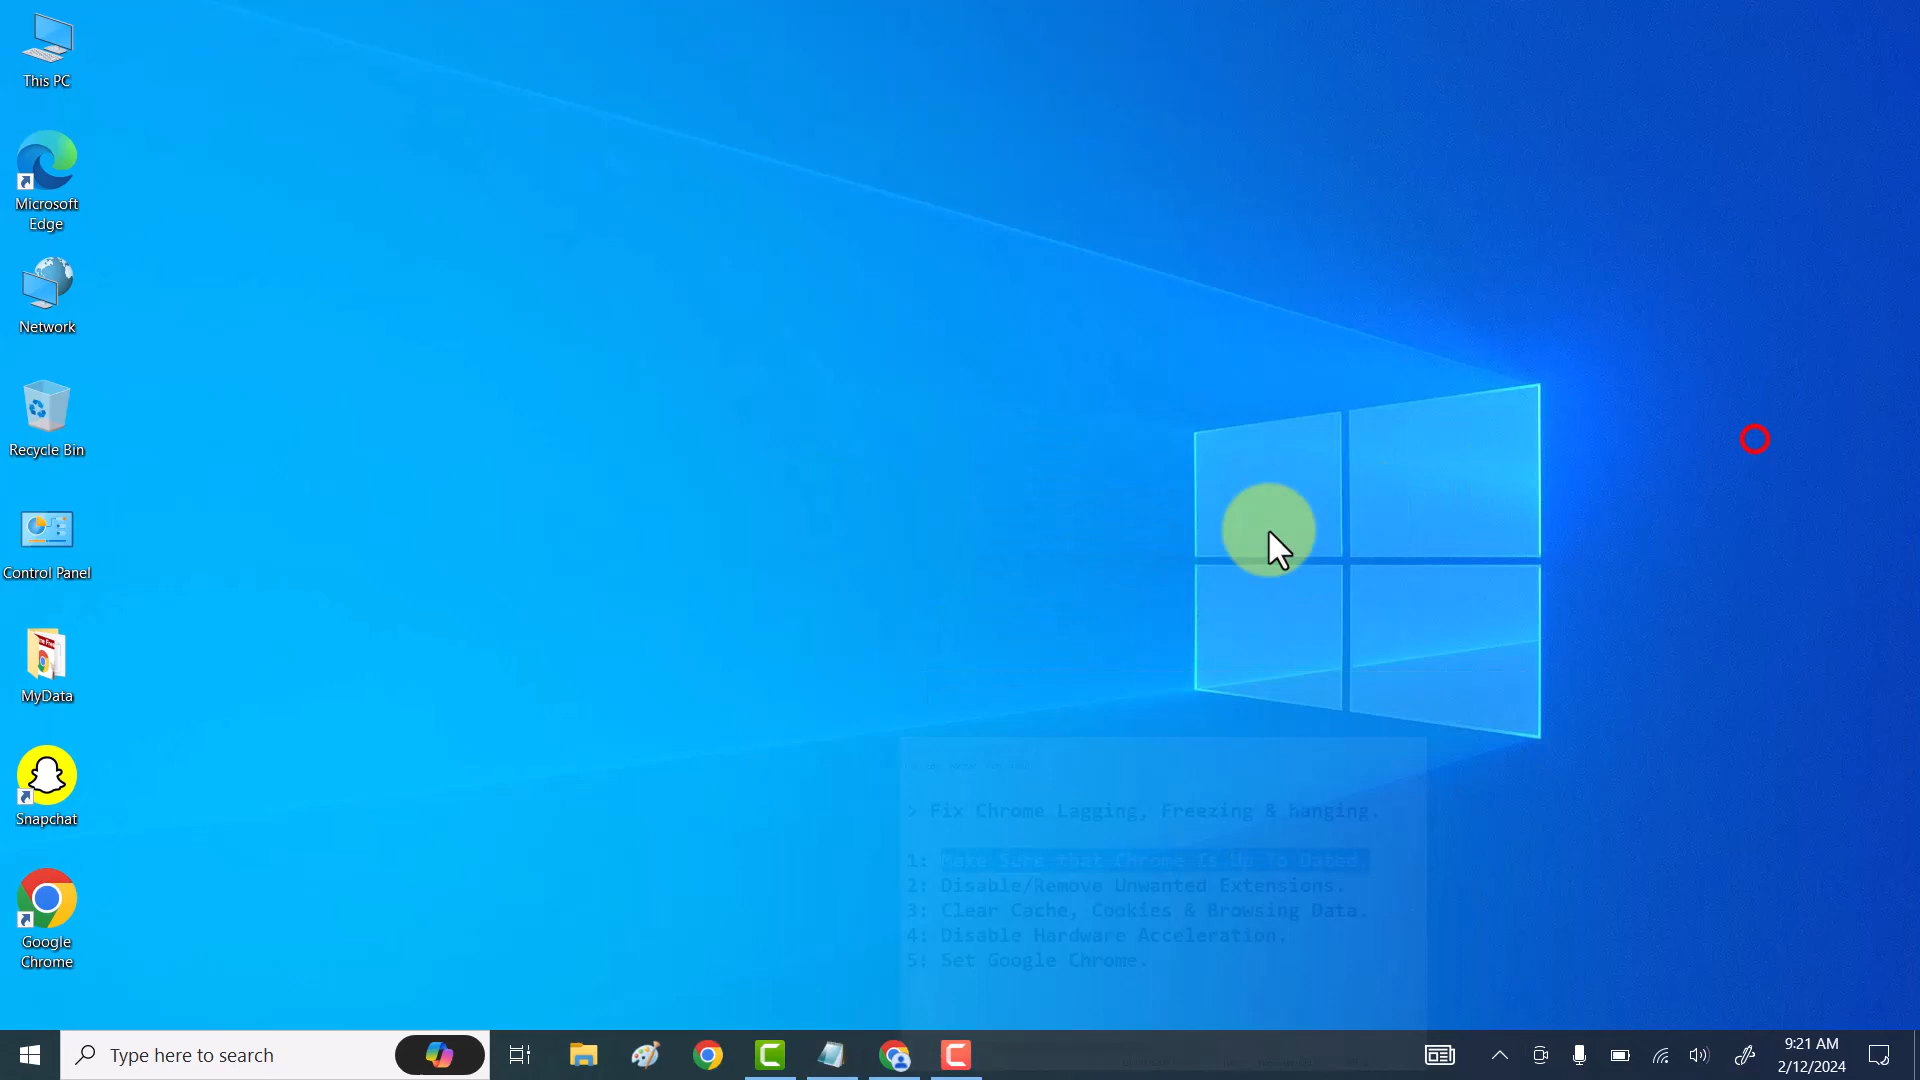 This PC
Microsoft
Edge
Network
Recycle Bin
Control Panel
MyData
Snapchat
Google
Chrome
> Fix Chrome Lagging, Freezing & hanging.
1: Make Sure that Chrome Is Up To Dated.
2: Disable/Remove Unwanted Extensions.
3: Clear Cache, Cookies & Browsing Data.
4: Disable Hardware Acceleration.
5: Set Google Chrome.
Type here to search
9:21 AM
2/12/2024